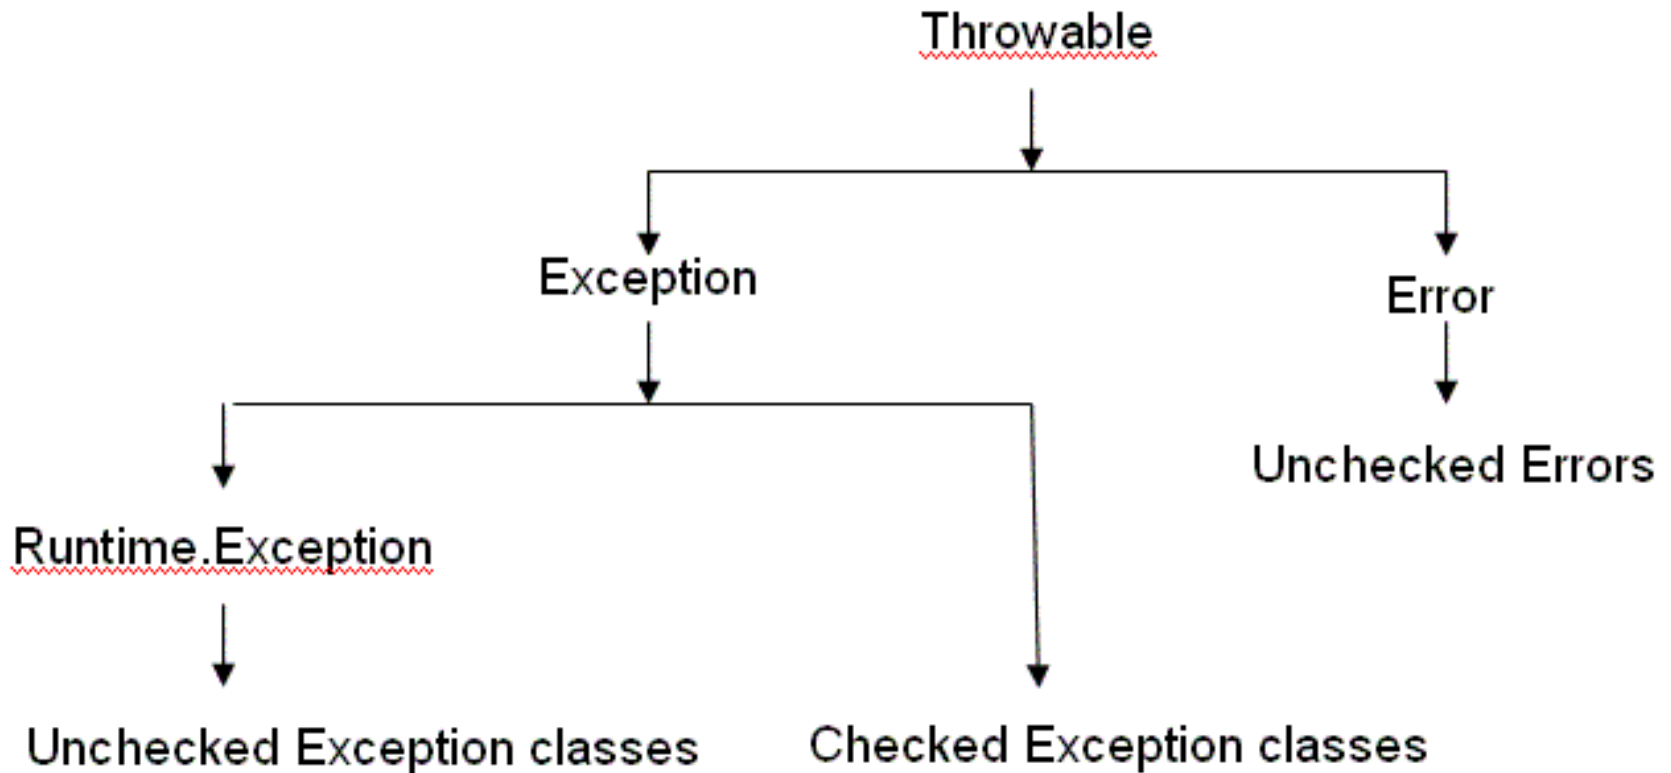 Throwable
Exception
Error
Unchecked Errors
Runtime.Exception
Unchecked Exception classes
Checked Exception classes